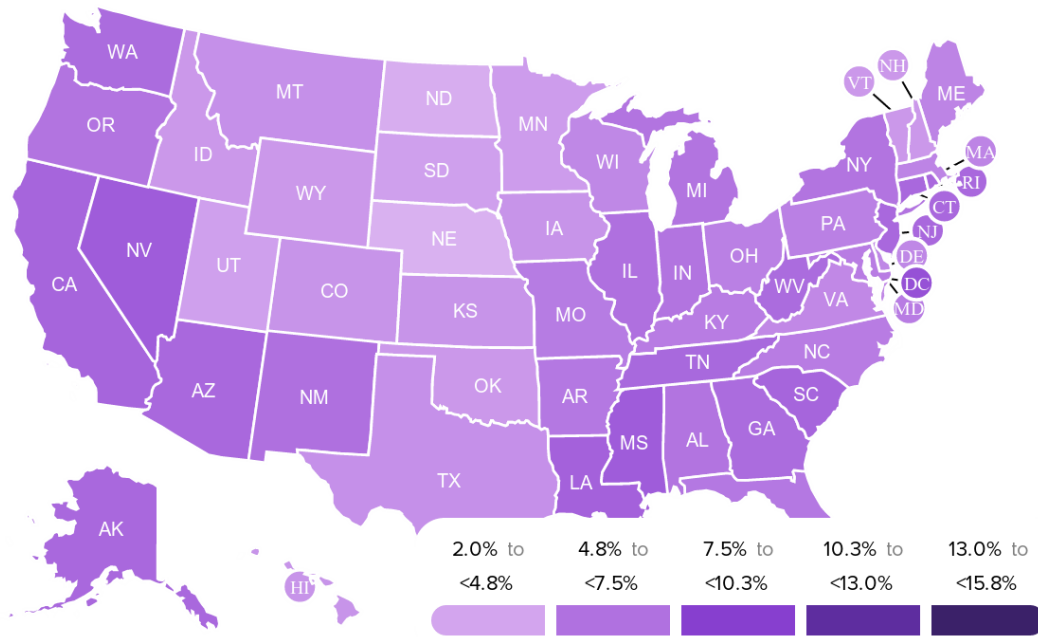 WA
MT
ND
MN
VT
NH
ME
OR
ID
SD
WI
MI
NY
MA
RI
CT
WY
NE
IA
PA
NJ
NV
UT
CO
IL
IN
OH
DE
DC
MD
CA
KS
MO
WV
VA
KY
AZ
NM
OK
AR
TN
NC
SC
TX
LA
MS
AL
GA
AK
HI
2.0% to
<4.8%
4.8% to
<7.5%
7.5% to
<10.3%
10.3% to
<13.0%
13.0% to
<15.8%